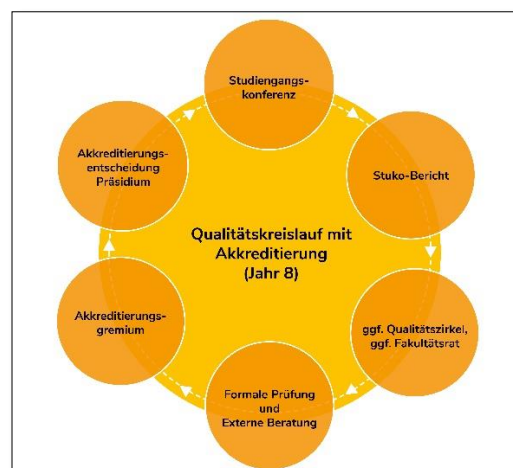 Studiengangs-
konferenz
Stuko-Bericht
ggf. Qualitätszirkel,
ggf. Fakultätsrat
Formale Prüfung
und
Externe Beratung
Akkreditierungs-
gremium
Akkreditierungs-
entscheidung
Präsidium
Qualitätskreislauf mit
Akkreditierung
(Jahr 8)